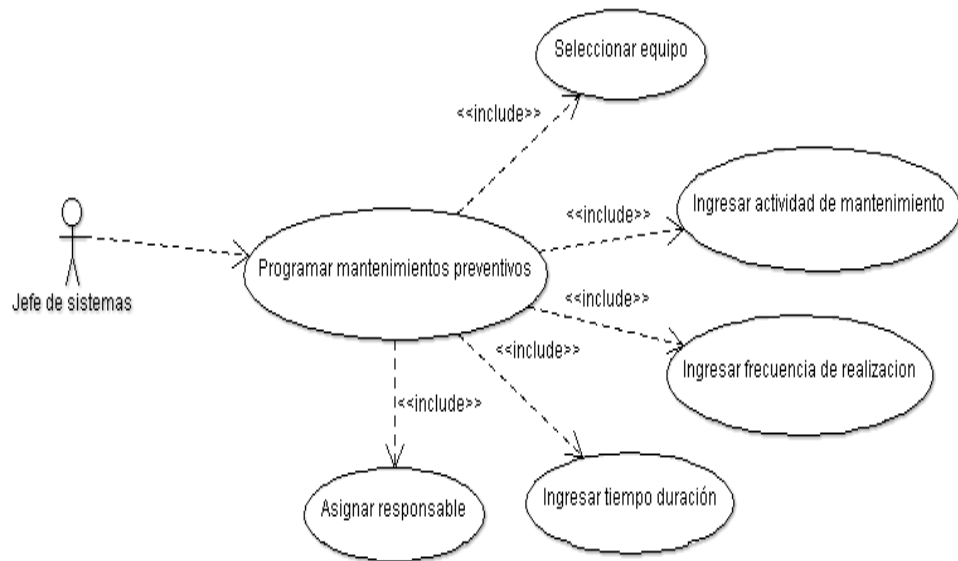 Seleccionar equipo
<<include>>
Ingresar actividad de mantenimiento
<<include>>
Programar mantenimientos preventivos
Jefe de sistemas
<<include>>
Ingresar frecuencia de realizacion
<<include>>
<<include>>
Asignar responsable
Ingresar tiempo duración